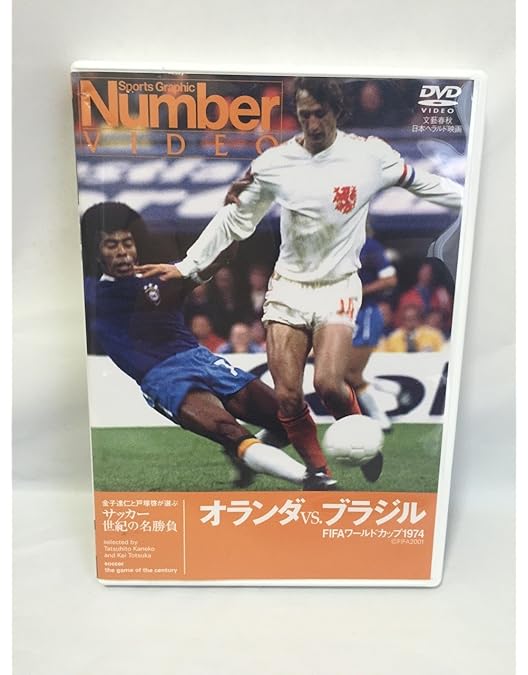 Sports Graphic
Number
VIDEO
DVD
VIDEO
文藝春秋
日本ヘラルド映画
14
金子達仁と戸塚啓が選ぶ
サッカー
世紀の名勝負
selected by
Tatsuhito Kaneko
and Kei Totsuka
soccer
the game of the century
オランダVS.ブラジル
FIFAワールドカップ1974
©FIFA2001